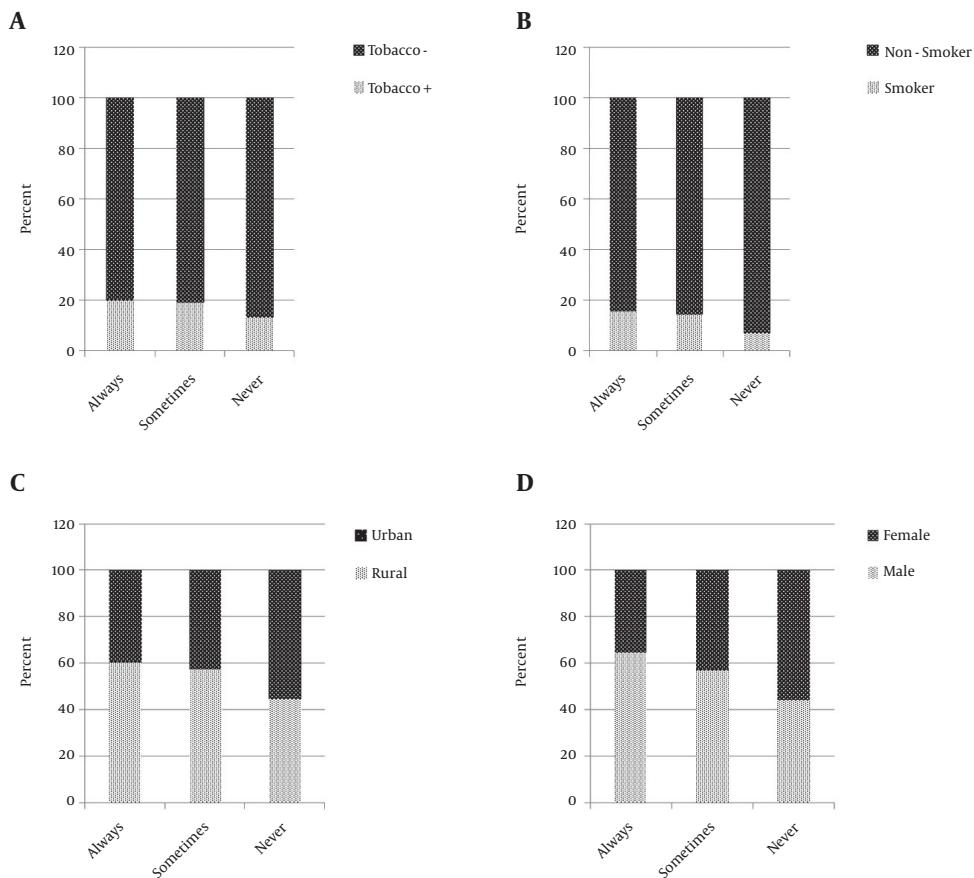 A
120
100
80
60
40
20
0
Percent
Always
Sometimes
Never
Tobacco -
Tobacco +
B
120
100
80
60
40
20
0
Percent
Always
Sometimes
Never
Non - Smoker
Smoker
C
120
100
80
60
40
20
0
Percent
Always
Sometimes
Never
Urban
Rural
D
120
100
80
60
40
20
0
Percent
Always
Sometimes
Never
Female
Male